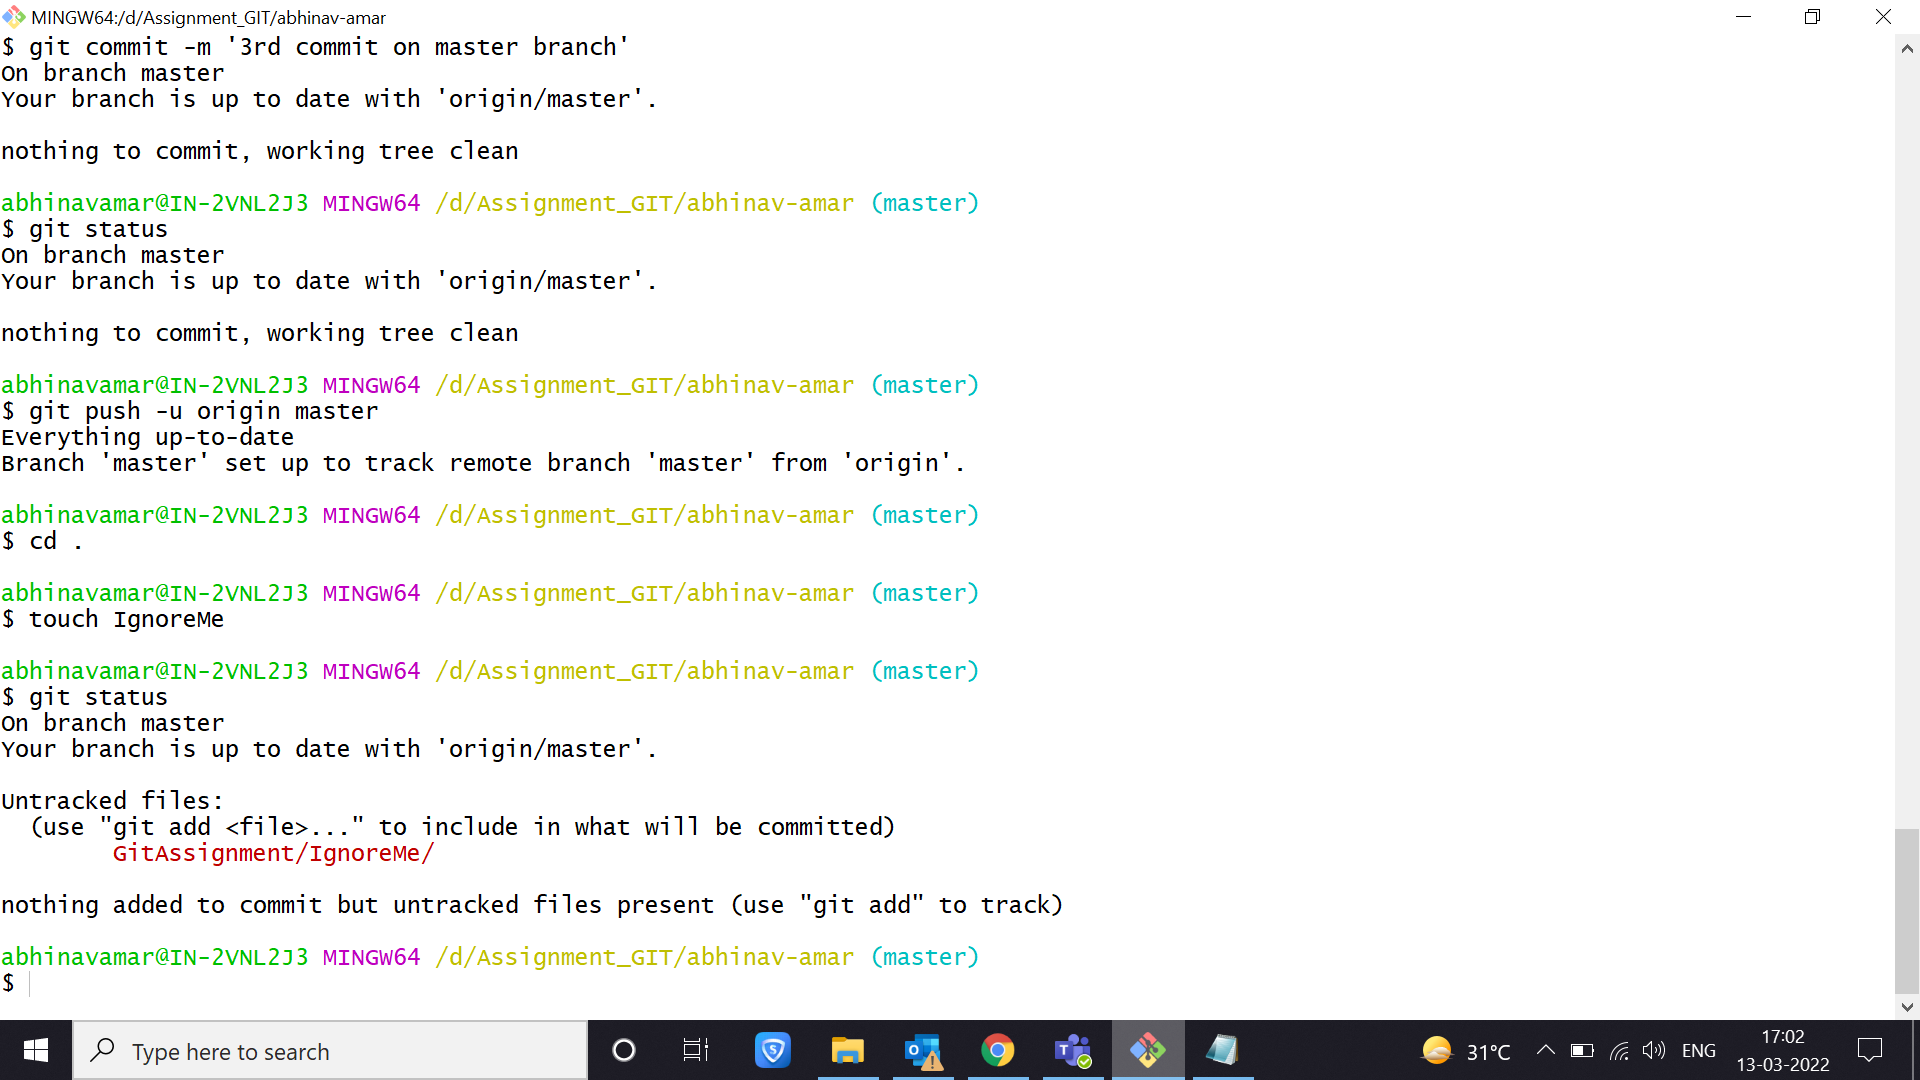 MINGW64:/d/Assignment_GIT/abhinav-amar
$ git commit -m '3rd commit on master branch'
On branch master
Your branch is up to date with 'origin/master'.
nothing to commit, working tree clean
abhinavamar@IN-2VNL2J3 MINGW64 /d/Assignment_GIT/abhinav-amar (master)
$ git status
On branch master
Your branch is up to date with 'origin/master'.
nothing to commit, working tree clean
abhinavamar@IN-2VNL2J3 MINGW64 /d/Assignment_GIT/abhinav-amar (master)
$ git push -u origin master
Everything up-to-date
Branch 'master' set up to track remote branch 'master' from 'origin'.
abhinavamar@IN-2VNL2J3 MINGW64 /d/Assignment_GIT/abhinav-amar (master)
$ cd .
abhinavamar@IN-2VNL2J3 MINGW64 /d/Assignment_GIT/abhinav-amar (master)
$ touch IgnoreMe
abhinavamar@IN-2VNL2J3 MINGW64 /d/Assignment_GIT/abhinav-amar (master)
$ git status
On branch master
Your branch is up to date with 'origin/master'.
Untracked files:
  (use "git add <file>..." to include in what will be committed)
        GitAssignment/IgnoreMe/
nothing added to commit but untracked files present (use "git add" to track)
abhinavamar@IN-2VNL2J3 MINGW64 /d/Assignment_GIT/abhinav-amar (master)
$
Type here to search
31°C
ENG
17:02
13-03-2022